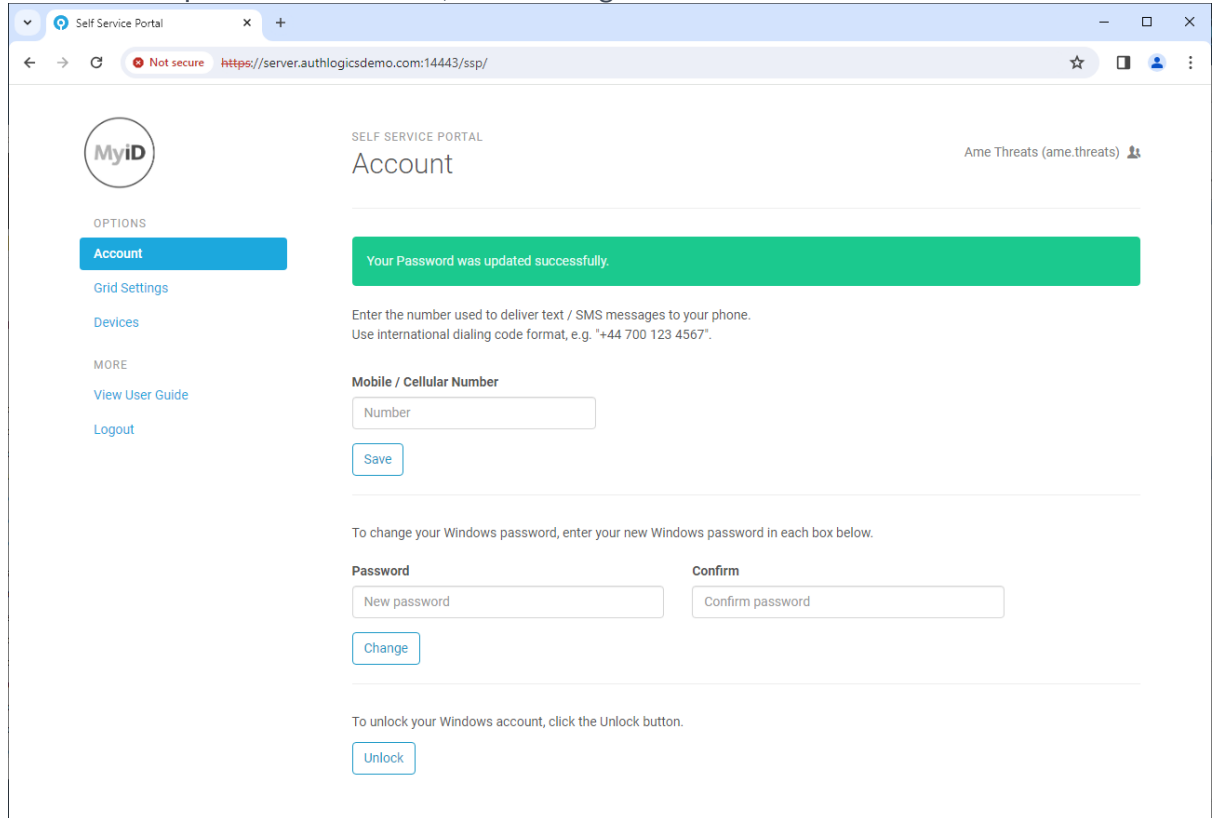 Self Service Portal
Not secure https://server.authlogicsdemo.com:14443/ssp/
MyiD
SELF SERVICE PORTAL
Account
Ame Threats (ame.threats)
OPTIONS
Account
Grid Settings
Devices
MORE
View User Guide
Logout
Your Password was updated successfully.
Enter the number used to deliver text / SMS messages to your phone.
Use international dialing code format, e.g. "+44 700 123 4567".
Mobile / Cellular Number
Number
Save
To change your Windows password, enter your new Windows password in each box below.
Password Confirm
New password Confirm password
Change
To unlock your Windows account, click the Unlock button.
Unlock